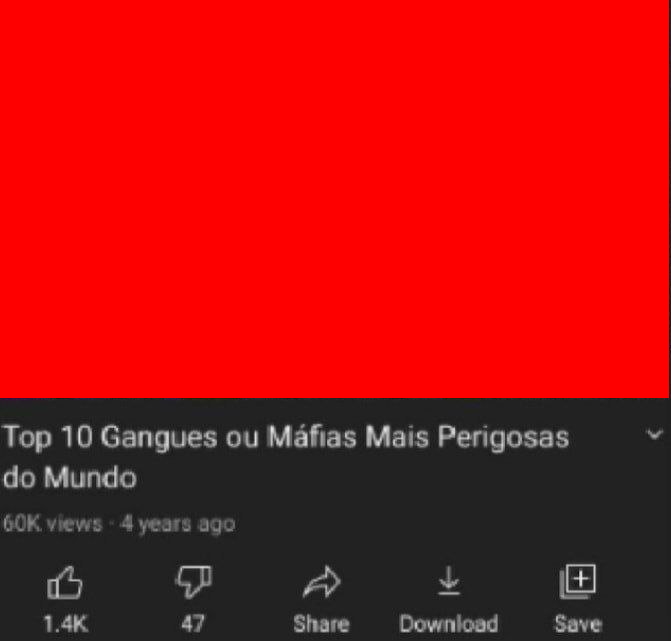 Top 10 Gangues ou Máfias Mais Perigosas
do Mundo
60K views · 4 years ago
1.4K 47 Share Download Save